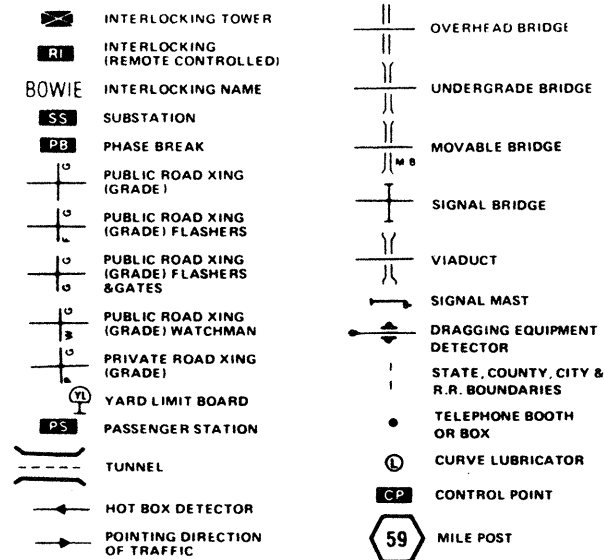 INTERLOCKING TOWER
RI INTERLOCKING
(REMOTE CONTROLLED)
BOWIE INTERLOCKING NAME
SS SUBSTATION
PB PHASE BREAK
G PUBLIC ROAD XING
(GRADE)
G PUBLIC ROAD XING
F (GRADE) FLASHERS
G PUBLIC ROAD XING
G (GRADE) FLASHERS
&GATES
G PUBLIC ROAD XING
W (GRADE) WATCHMAN
G PRIVATE ROAD XING
P (GRADE)
YL YARD LIMIT BOARD
PS PASSENGER STATION
TUNNEL
HOT BOX DETECTOR
POINTING DIRECTION
OF TRAFFIC
OVERHEAD BRIDGE
UNDERGRADE BRIDGE
MOVABLE BRIDGE
M B
SIGNAL BRIDGE
VIADUCT
SIGNAL MAST
DRAGGING EQUIPMENT
DETECTOR
STATE, COUNTY, CITY &
R.R. BOUNDARIES
TELEPHONE BOOTH
OR BOX
L CURVE LUBRICATOR
CP CONTROL POINT
59 MILE POST